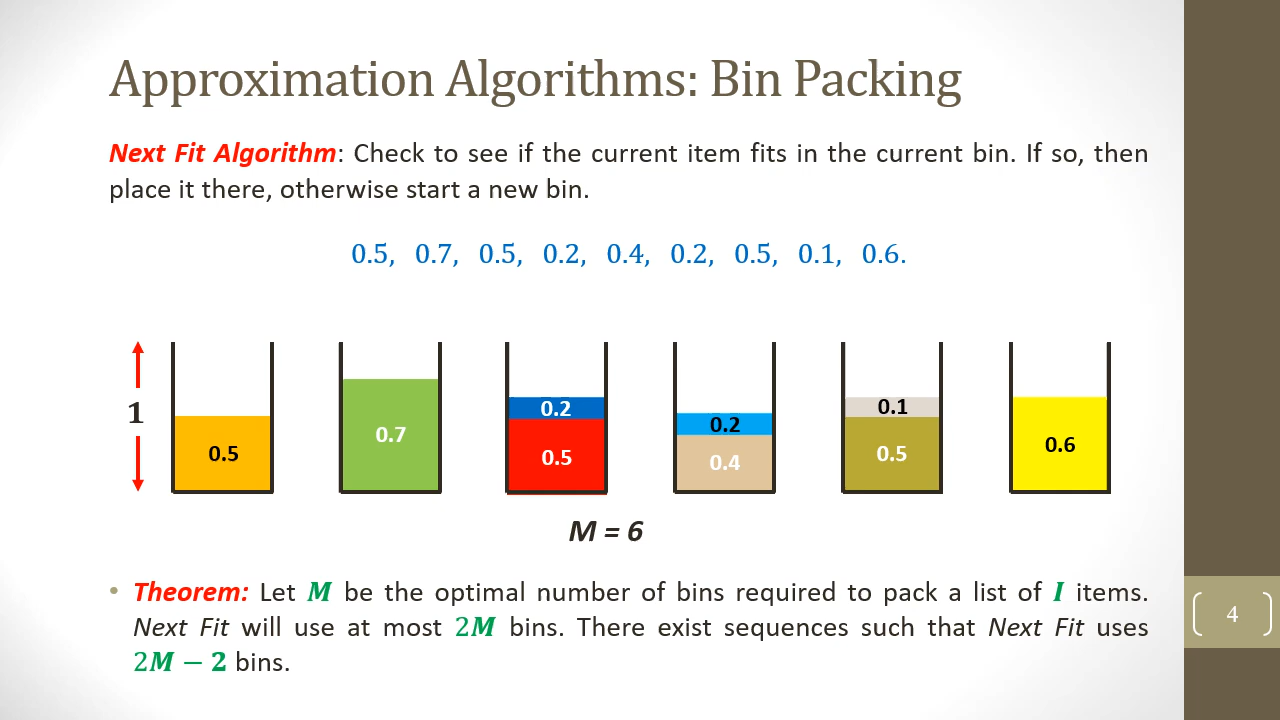 Approximation Algorithms: Bin Packing
Next Fit Algorithm: Check to see if the current item fits in the current bin. If so, then
place it there, otherwise start a new bin.
0.5, 0.7, 0.5, 0.2, 0.4, 0.2, 0.5, 0.1, 0.6.
1
0.5
0.7
0.2
0.5
0.2
0.4
0.1
0.5
0.6
M = 6
• Theorem: Let M be the optimal number of bins required to pack a list of I items.
Next Fit will use at most 2M bins. There exist sequences such that Next Fit uses
2M − 2 bins.
4